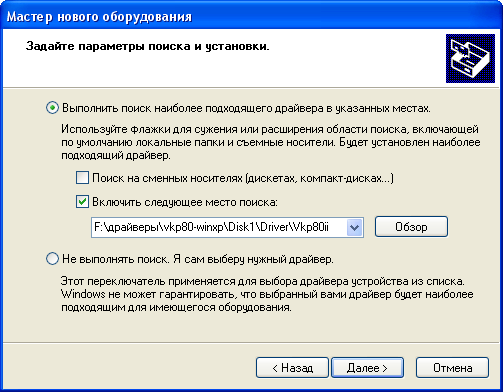 Мастер нового оборудования
Задайте параметры поиска и установки.
Выполнить поиск наиболее подходящего драйвера в указанных местах.
Используйте флажки для сужения или расширения области поиска, включающей
по умолчанию локальные папки и съемные носители. Будет установлен наиболее
подходящий драйвер.
Поиск на сменных носителях (дискетах, компакт-дисках...)
Включить следующее место поиска:
F:\драйверы\vkp80-winxp\Disk1\Driver\Vkp80ii
Обзор
Не выполнять поиск. Я сам выберу нужный драйвер.
Этот переключатель применяется для выбора драйвера устройства из списка.
Windows не может гарантировать, что выбранный вами драйвер будет наиболее
подходящим для имеющегося оборудования.
< Назад
Далее >
Отмена